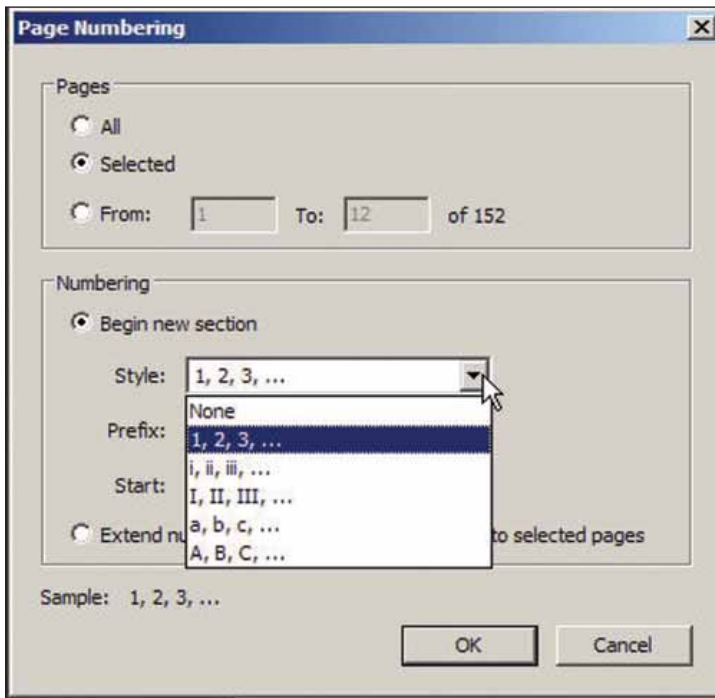 Page Numbering
Pages
All
Selected
From: 1 To: 12 of 152
Numbering
Begin new section
Style: 1, 2, 3, ...
None
Prefix:
1, 2, 3, ...
i, ii, iii, ...
Start:
I, II, III, ...
a, b, c, ...
Extend nu to selected pages
A, B, C, ...
Sample: 1, 2, 3, ...
OK Cancel